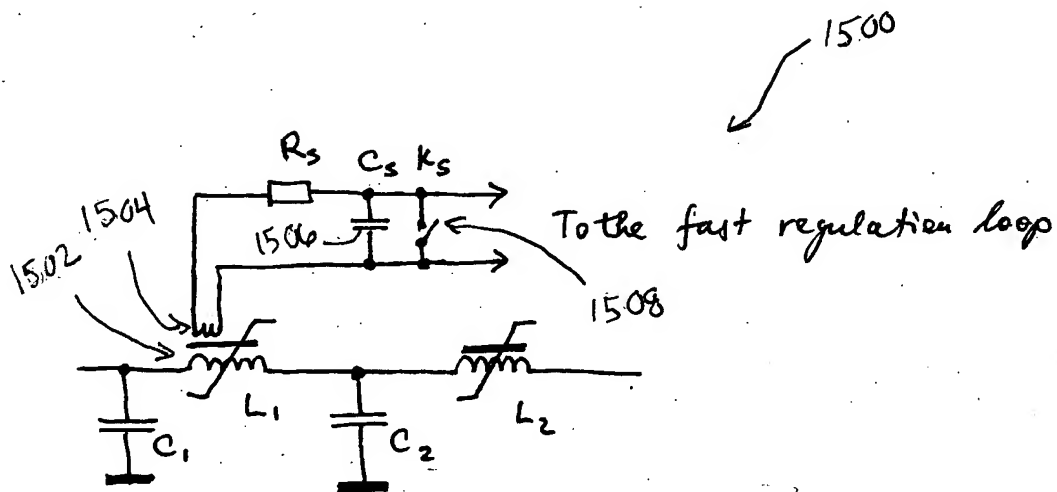 1500
Rs Cs Ks
1504
1506
To the fast regulation loop
1502
1508
L1
L2
C1
C2